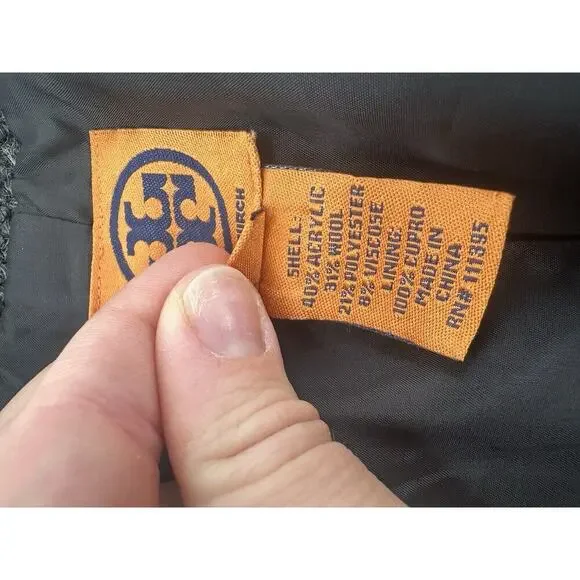 SHELL:
40% ACRYLIC
31% WOOL
21% POLYESTER
8% VISCOSE
LINING:
100% CUPRO
MADE IN
CHINA
RN# 111395